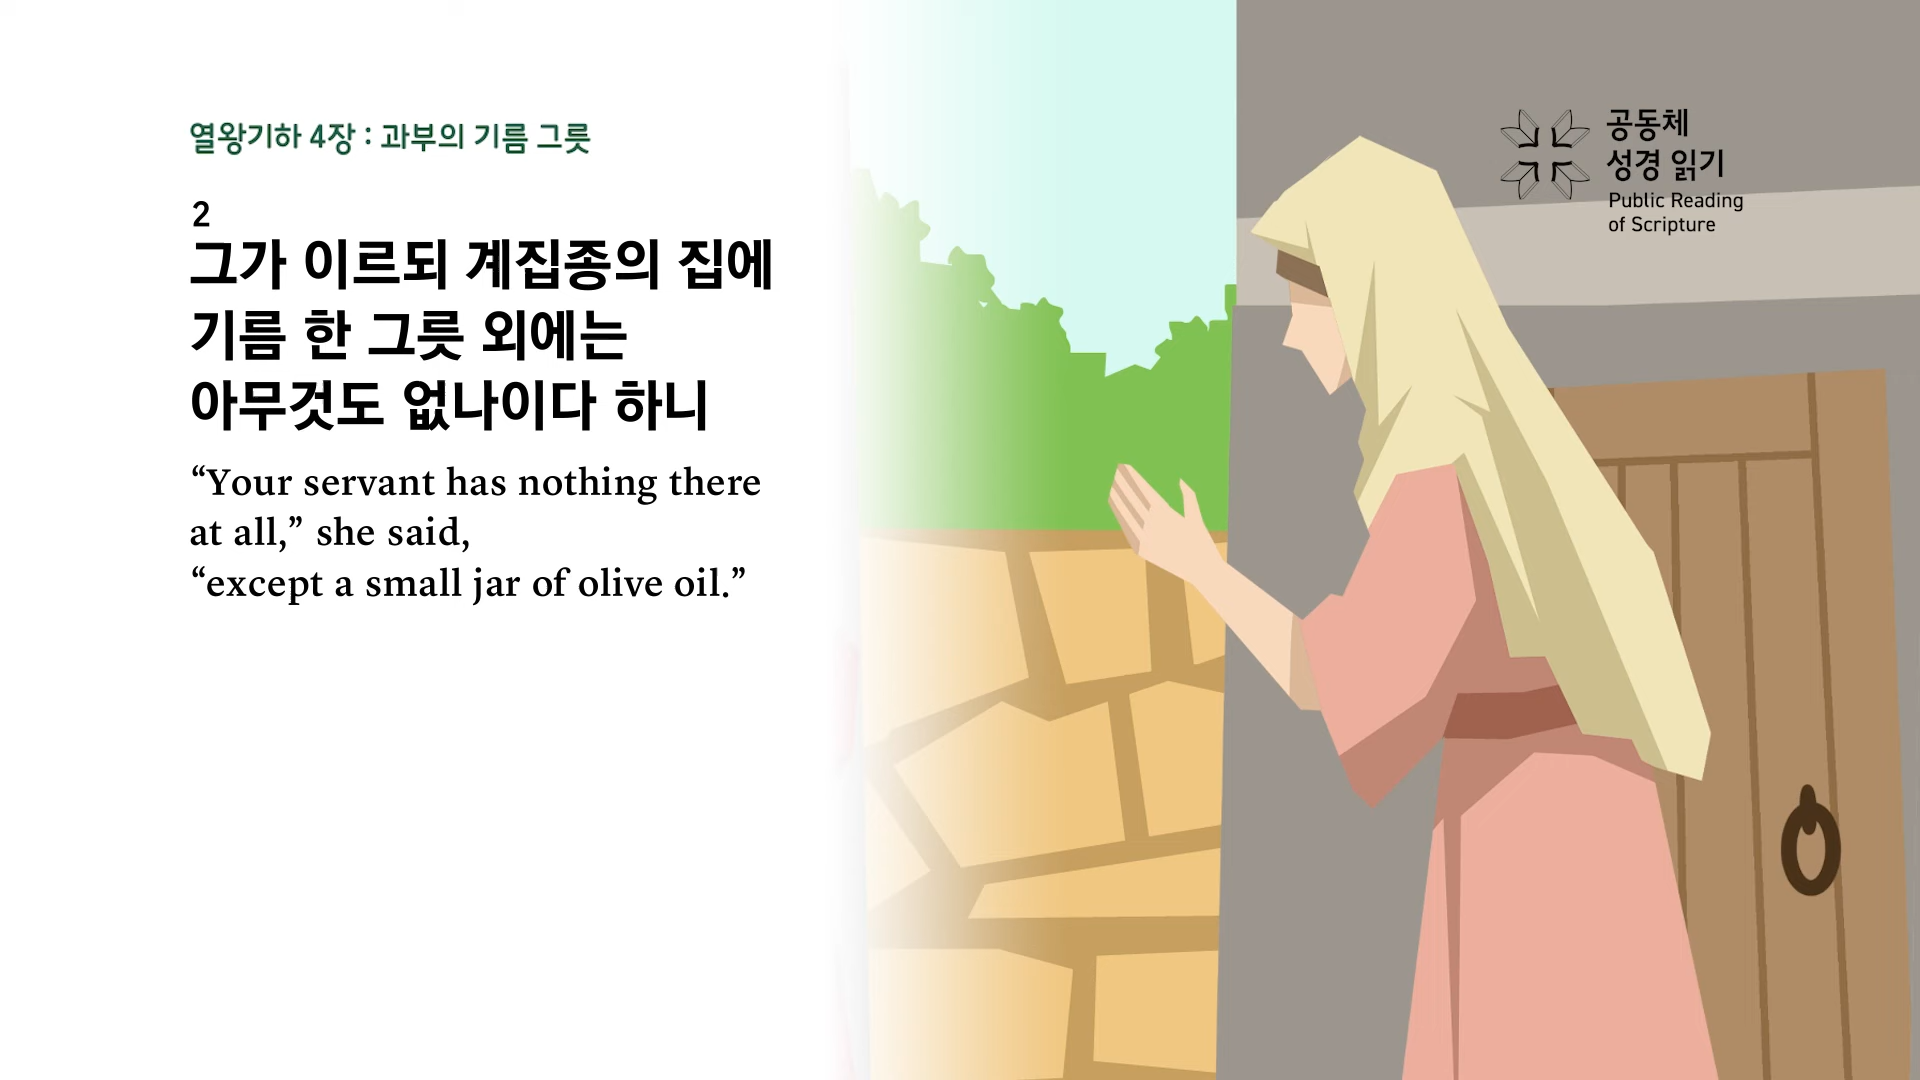 열왕기하 4장 : 과부의 기름 그릇
2
그가 이르되 계집종의 집에
기름 한 그릇 외에는
아무것도 없나이다 하니
“Your servant has nothing there
at all,” she said,
“except a small jar of olive oil.”
공동체
성경 읽기
Public Reading
of Scripture